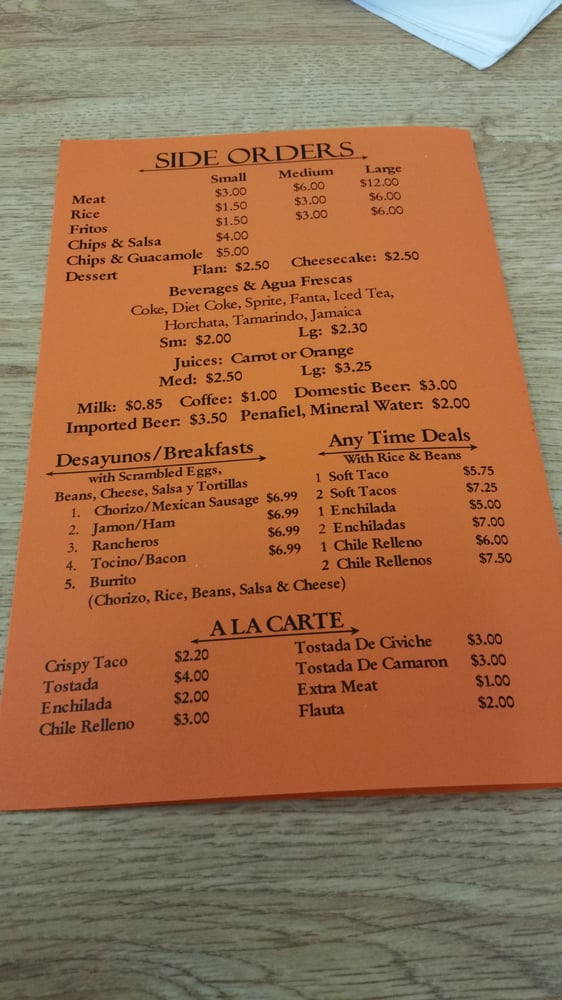 SIDE ORDERS
Small Medium Large
Meat $3.00 $6.00 $12.00
Rice $1.50 $3.00 $6.00
Fritos $1.50 $3.00 $6.00
Chips & Salsa $4.00
Chips & Guacamole $5.00
Dessert Flan: $2.50 Cheesecake: $2.50
Beverages & Agua Frescas
Coke, Diet Coke, Sprite, Fanta, Iced Tea,
Horchata, Tamarindo, Jamaica
Sm: $2.00 Lg: $2.30
Juices: Carrot or Orange
Med: $2.50 Lg: $3.25
Milk: $0.85 Coffee: $1.00 Domestic Beer: $3.00
Imported Beer: $3.50 Penafiel, Mineral Water: $2.00
Desayunos/Breakfasts
with Scrambled Eggs,
Beans, Cheese, Salsa y Tortillas
1. Chorizo/Mexican Sausage $6.99
2. Jamon/Ham $6.99
3. Rancheros $6.99
4. Tocino/Bacon $6.99
5. Burrito
(Chorizo, Rice, Beans, Salsa & Cheese)
Any Time Deals
With Rice & Beans
1 Soft Taco $5.75
2 Soft Tacos $7.25
1 Enchilada $5.00
2 Enchiladas $7.00
1 Chile Relleno $6.00
2 Chile Rellenos $7.50
A LA CARTE
Crispy Taco $2.20
Tostada $4.00
Enchilada $2.00
Chile Relleno $3.00
Tostada De Civiche $3.00
Tostada De Camaron $3.00
Extra Meat $1.00
Flauta $2.00